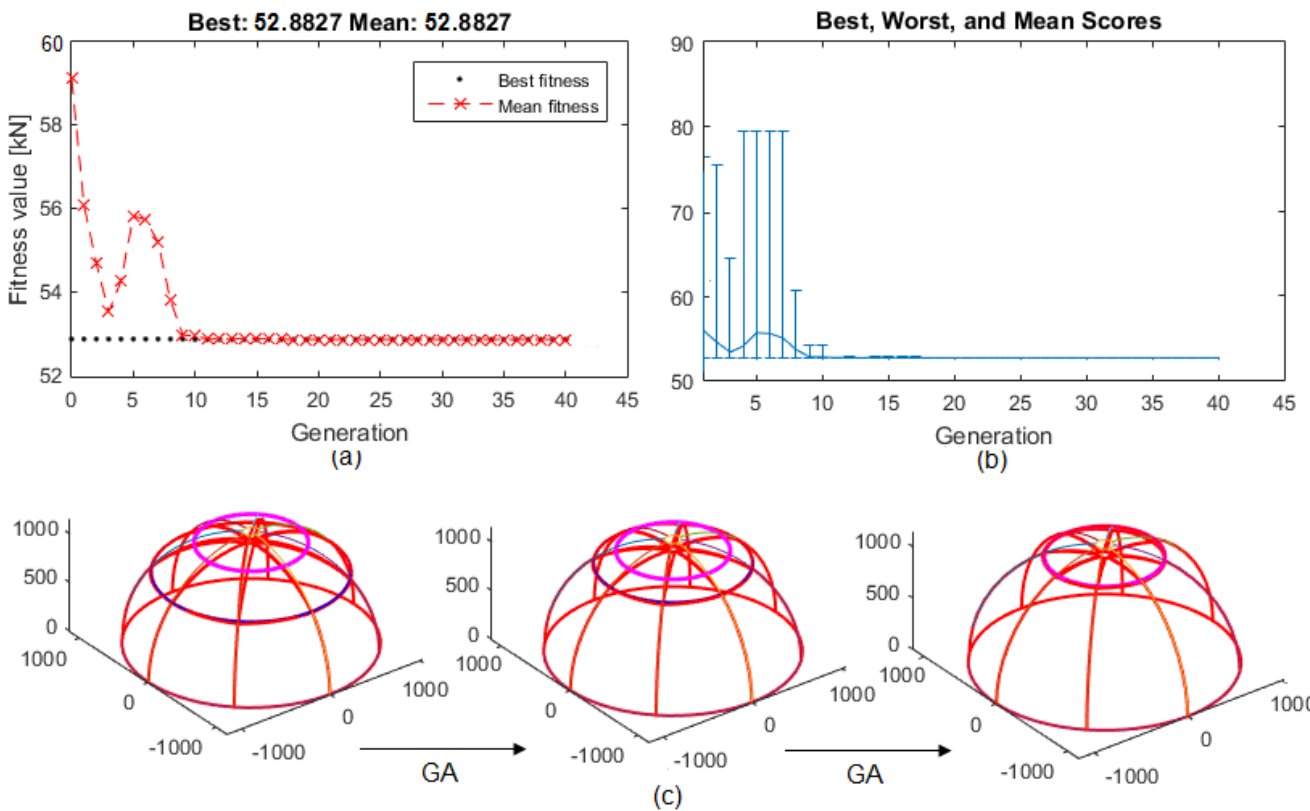 Best: 52.8827 Mean: 52.8827
60
58
56
54
52
Fitness value [kN]
Best fitness
Mean fitness
0 5 10 15 20 25 30 35 40 45
Generation
(a)
Best, Worst, and Mean Scores
90
80
70
60
50
5 10 15 20 25 30 35 40 45
Generation
(b)
1000
500
0
1000
0
-1000
-1000
0
1000
GA
1000
500
0
1000
0
-1000
-1000
0
1000
GA
1000
500
0
1000
0
-1000
-1000
0
1000
(c)